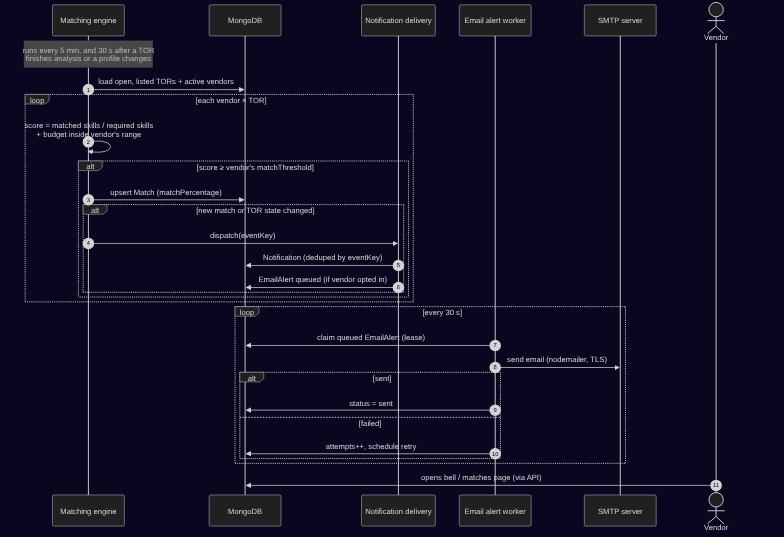 Matching engine
MongoDB
Notification delivery
Email alert worker
SMTP server
Vendor
runs every 5 min, and 30 s after a TOR
finishes analysis or a profile changes
load open, listed TORs + active vendors
1
loop
[each vendor × TOR]
score = matched skills / required skills
+ budget inside vendor's range
2
alt
[score ≥ vendor's matchThreshold]
upsert Match (matchPercentage)
3
alt
[new match or TOR state changed]
dispatch(eventKey)
4
Notification (deduped by eventKey)
5
EmailAlert queued (if vendor opted in)
6
loop
[every 30 s]
claim queued EmailAlert (lease)
7
send email (nodemailer, TLS)
8
alt
[sent]
status = sent
9
[failed]
attempts++, schedule retry
10
opens bell / matches page (via API)
11
Matching engine
MongoDB
Notification delivery
Email alert worker
SMTP server
Vendor